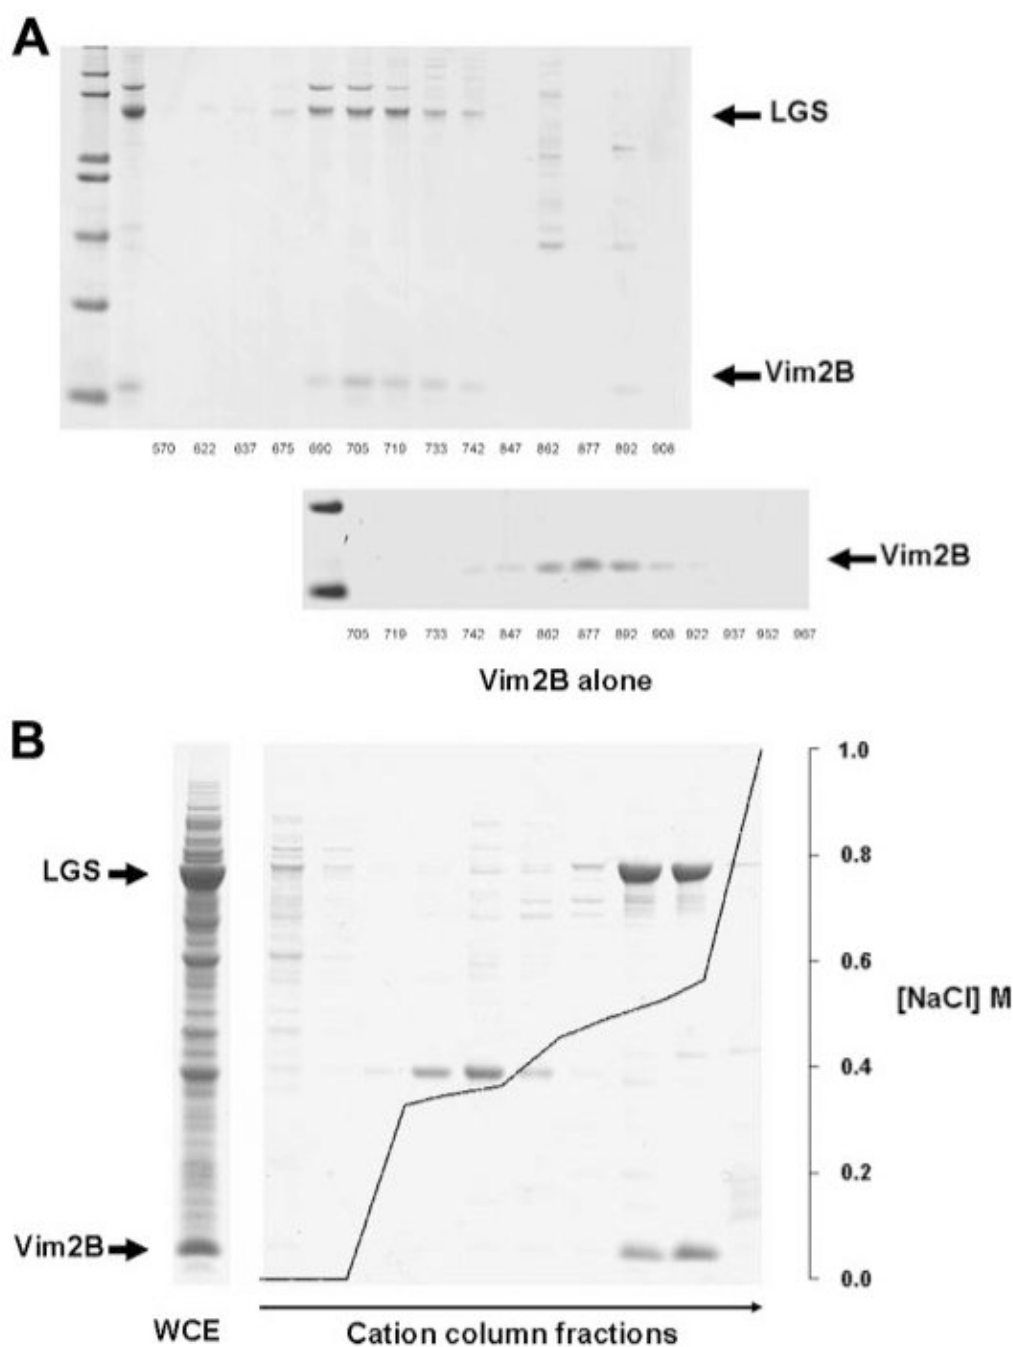 A
LGS
Vim2B
570 622 637 675 690 705 719 733 742 847 862 877 892 908
Vim2B
705 719 733 742 847 862 877 892 908 922 937 952 967
Vim2B alone
B
1.0
LGS
0.8
0.6
[NaCl] M
0.4
0.2
Vim2B
0.0
WCE
Cation column fractions